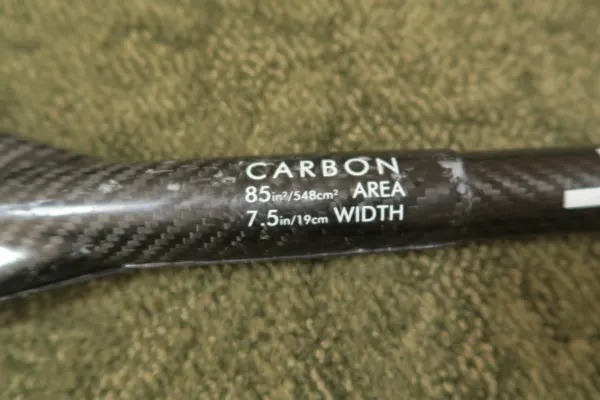 CARBON
85in²/548cm² AREA
7.5in/19cm WIDTH